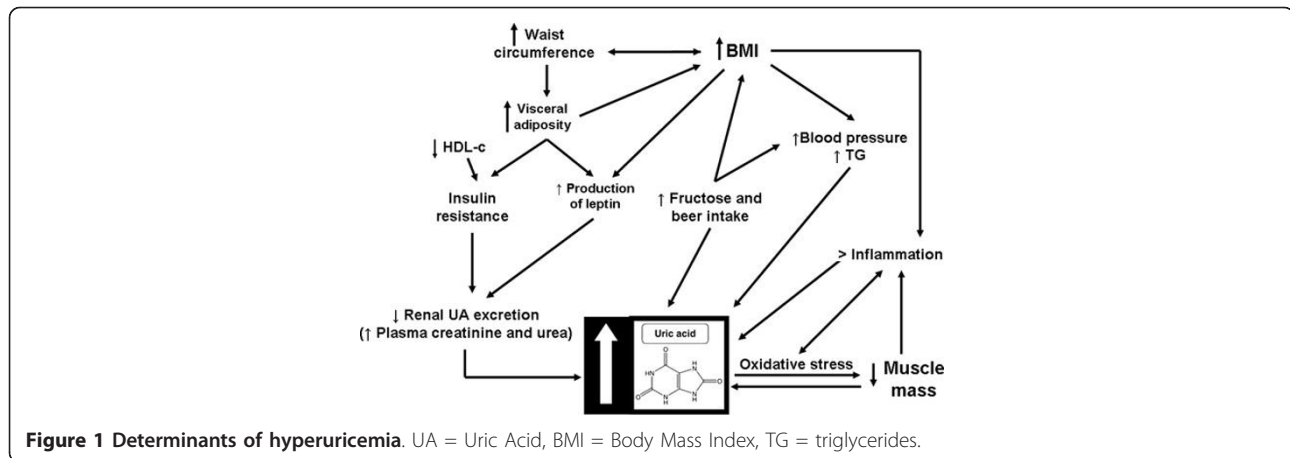 ↑ Waist
circumference
↑ BMI
↑ Visceral
adiposity
↓ HDL-c
↑Blood pressure
↑ TG
Insulin
resistance
↑ Production
of leptin
↑ Fructose and
beer intake
> Inflammation
↓ Renal UA excretion
(↑ Plasma creatinine and urea)
Uric acid
O
H
N
HN
O
O
N
H
N
H
Oxidative stress
↓ Muscle
mass
Figure 1 Determinants of hyperuricemia. UA = Uric Acid, BMI = Body Mass Index, TG = triglycerides.